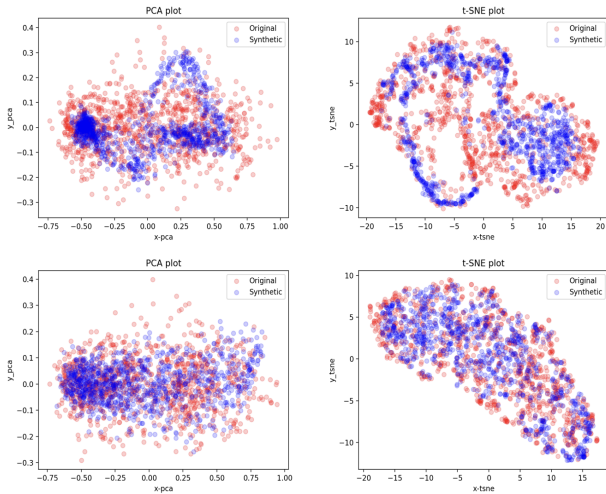 PCA plot
Original
Synthetic
0.4
0.3
0.2
0.1
0.0
−0.1
−0.2
−0.3
y_pca
−0.75 −0.50 −0.25 0.00 0.25 0.50 0.75 1.00
x-pca
t-SNE plot
Original
Synthetic
10
5
0
−5
−10
y_tsne
−20 −15 −10 −5 0 5 10 15 20
x-tsne
PCA plot
Original
Synthetic
0.4
0.3
0.2
0.1
0.0
−0.1
−0.2
−0.3
y_pca
−0.75 −0.50 −0.25 0.00 0.25 0.50 0.75 1.00
x-pca
t-SNE plot
Original
Synthetic
10
5
0
−5
−10
y_tsne
−20 −15 −10 −5 0 5 10 15
x-tsne